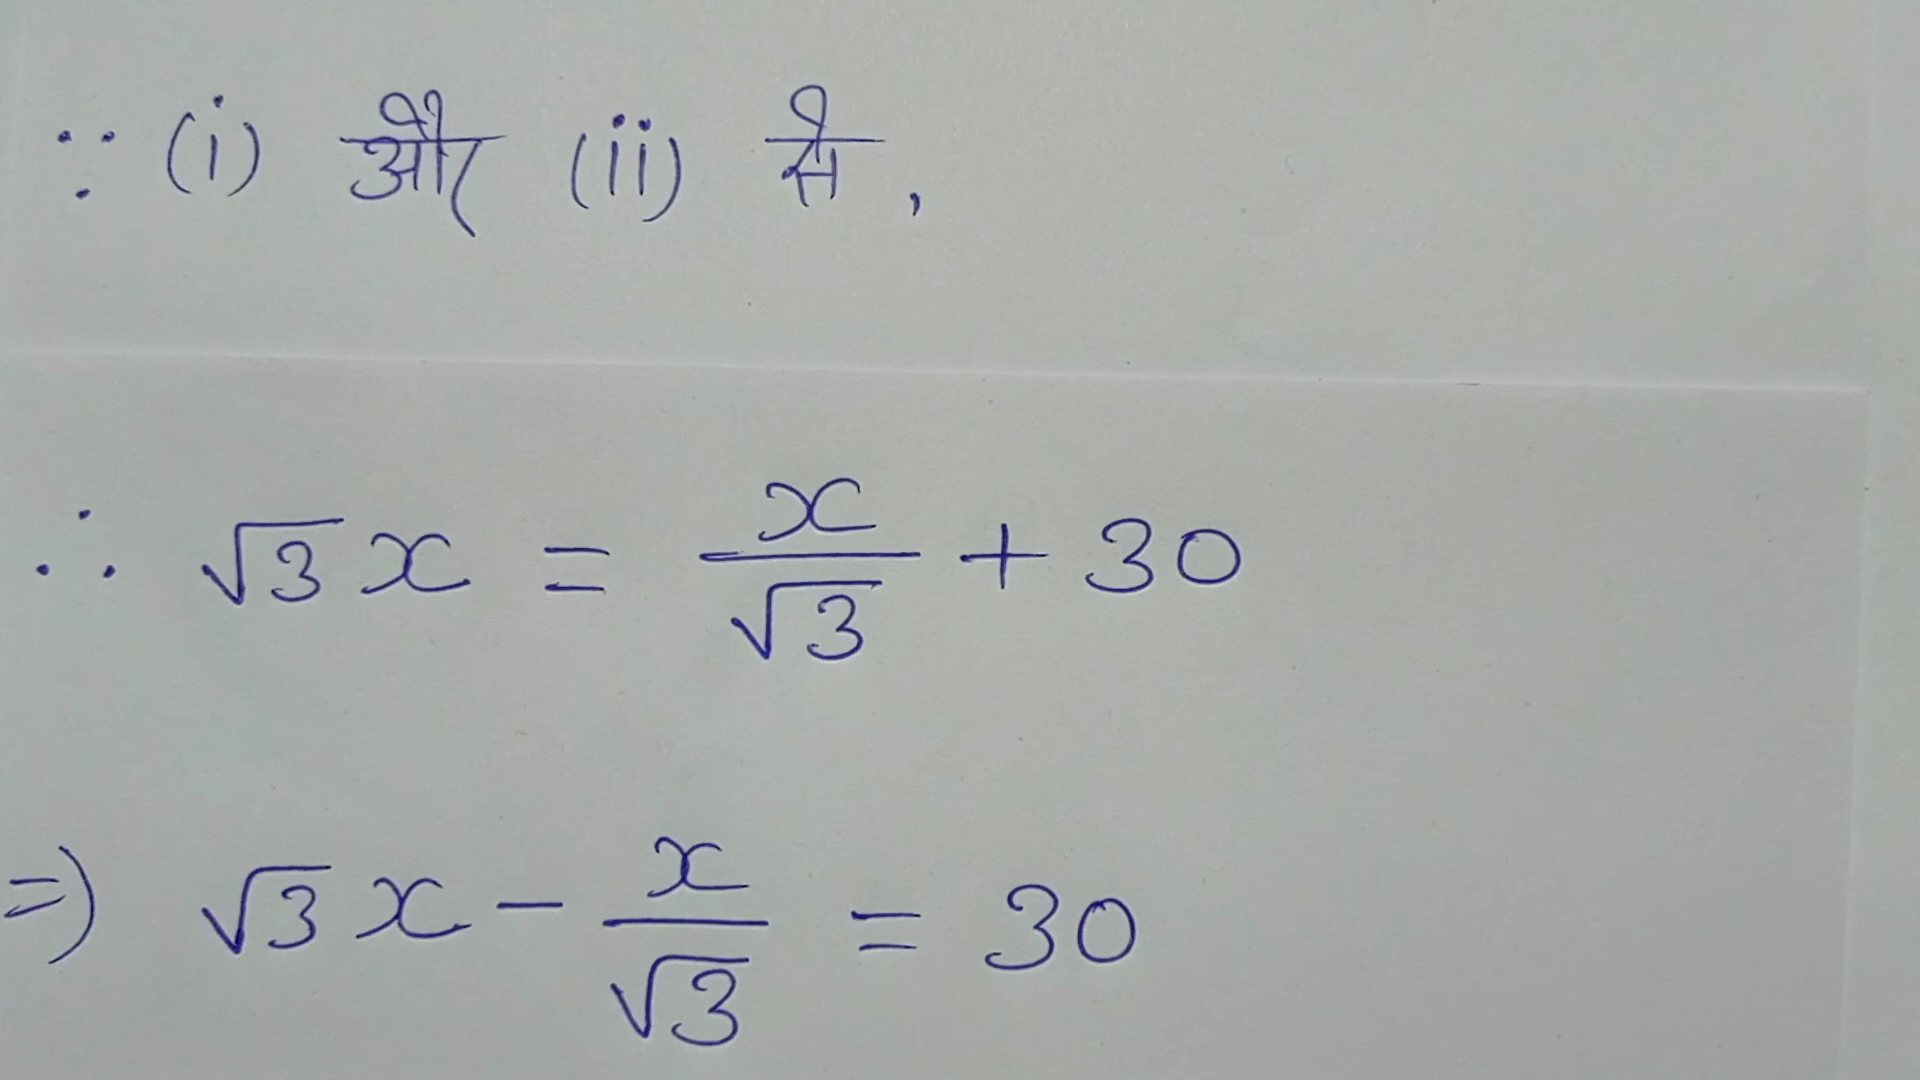 ∵ (i) और (ii) से,
∴ √3 x = x/√3 + 30
=) √3 x - x/√3 = 30